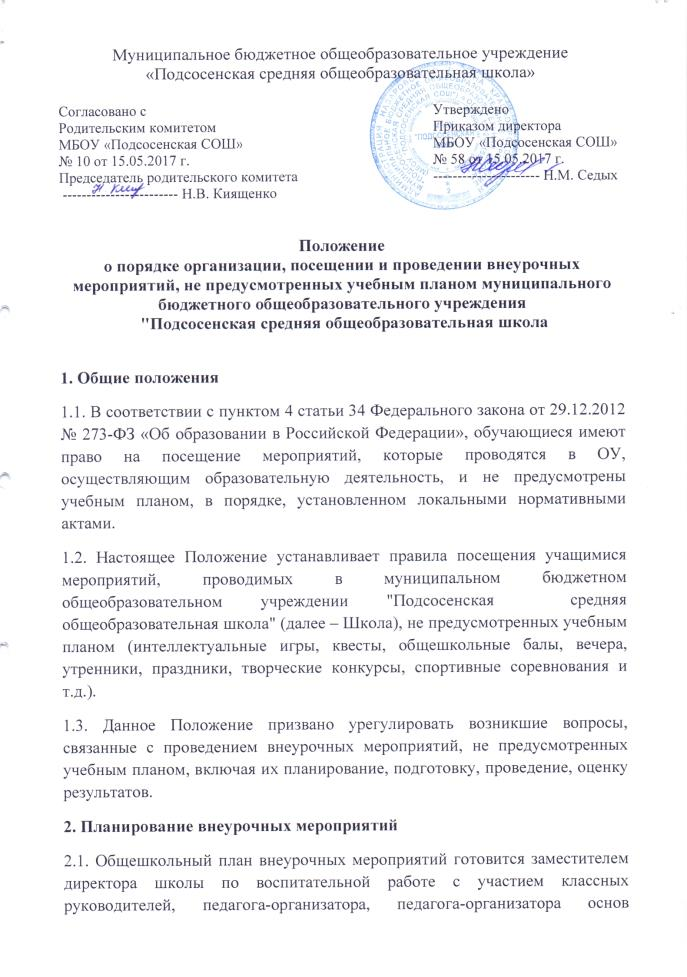 Муниципальное бюджетное общеобразовательное учреждение
«Подсосенская средняя общеобразовательная школа»
Согласовано с
Родительским комитетом
МБОУ «Подсосенская СОШ»
№ 10 от 15.05.2017 г.
Председатель родительского комитета
------------------------ Н.В. Киященко
Утверждено
Приказом директора
МБОУ «Подсосенская СОШ»
№ 58 от 15.05.2017 г.
---------------------- Н.М. Седых
Положение
о порядке организации, посещении и проведении внеурочных
мероприятий, не предусмотренных учебным планом муниципального
бюджетного общеобразовательного учреждения
"Подсосенская средняя общеобразовательная школа
1. Общие положения
1.1. В соответствии с пунктом 4 статьи 34 Федерального закона от 29.12.2012
№ 273-ФЗ «Об образовании в Российской Федерации», обучающиеся имеют
право на посещение мероприятий, которые проводятся в ОУ,
осуществляющим образовательную деятельность, и не предусмотрены
учебным планом, в порядке, установленном локальными нормативными
актами.
1.2. Настоящее Положение устанавливает правила посещения учащимися
мероприятий, проводимых в муниципальном бюджетном
общеобразовательном учреждении "Подсосенская средняя
общеобразовательная школа" (далее – Школа), не предусмотренных учебным
планом (интеллектуальные игры, квесты, общешкольные балы, вечера,
утренники, праздники, творческие конкурсы, спортивные соревнования и
т.д.).
1.3. Данное Положение призвано урегулировать возникшие вопросы,
связанные с проведением внеурочных мероприятий, не предусмотренных
учебным планом, включая их планирование, подготовку, проведение, оценку
результатов.
2. Планирование внеурочных мероприятий
2.1. Общешкольный план внеурочных мероприятий готовится заместителем
директора школы по воспитательной работе с участием классных
руководителей, педагога-организатора, педагога-организатора основ